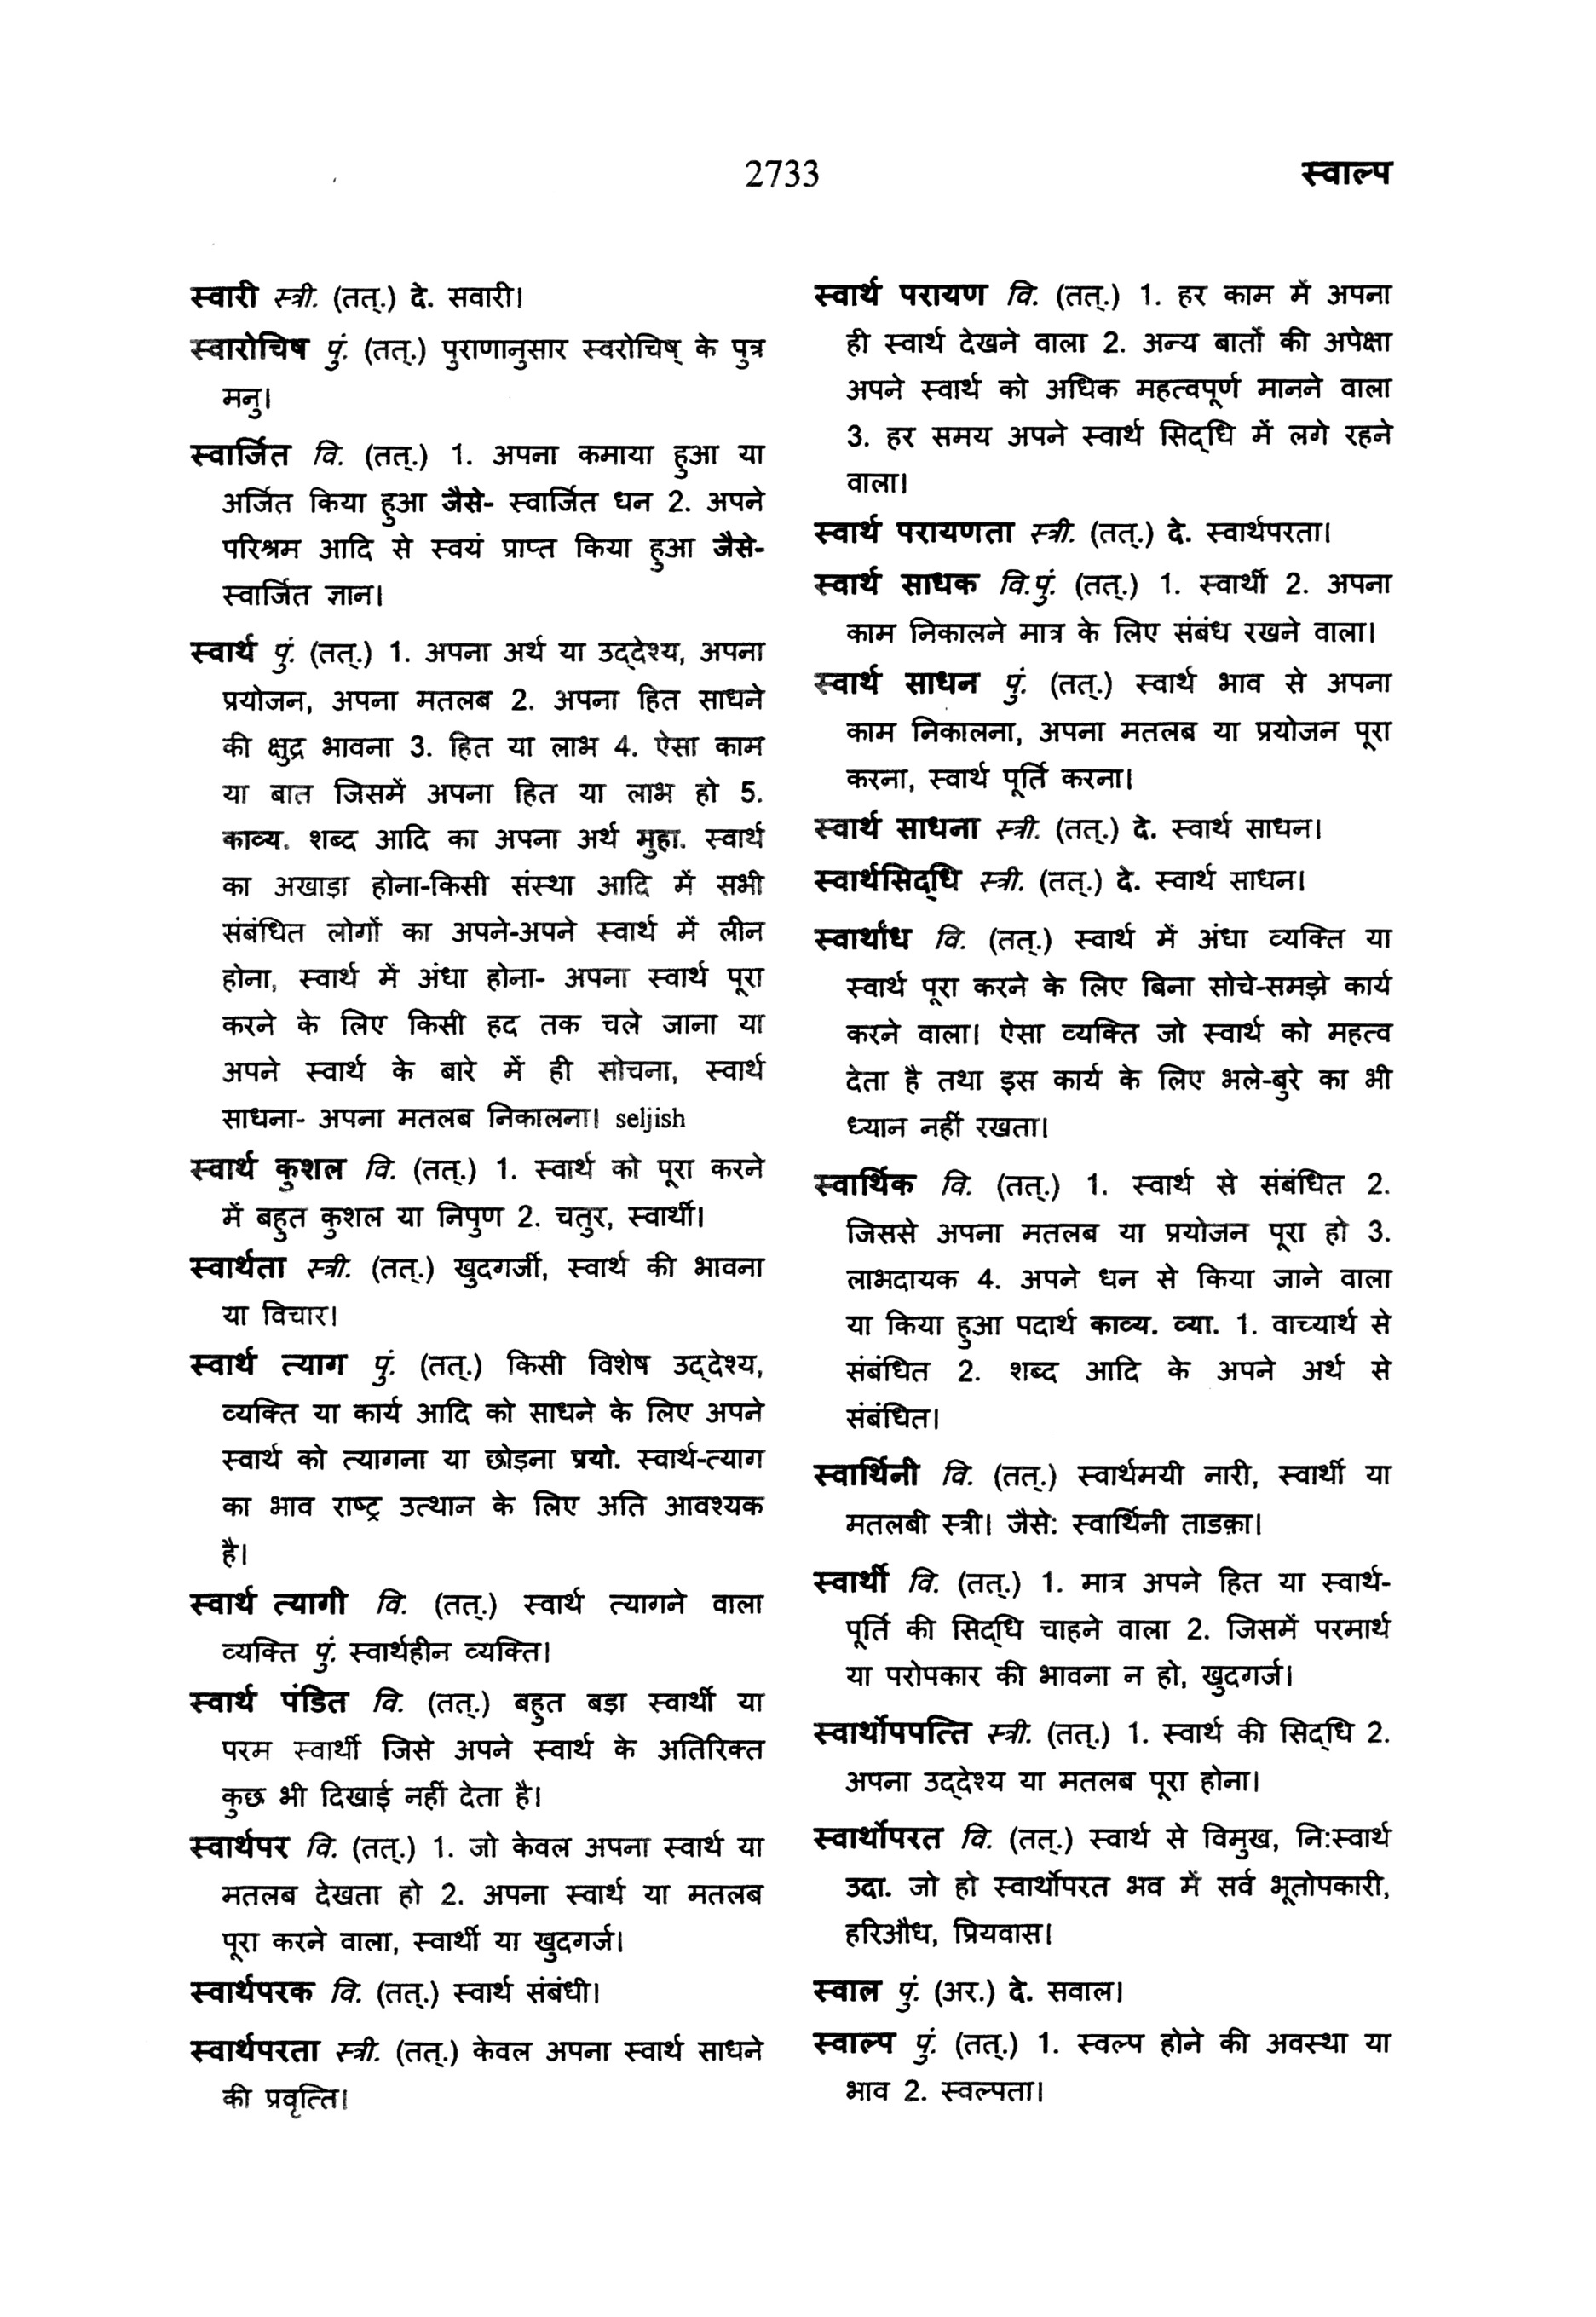 2733
स्वाल्प
स्वारी स्त्री. (तत्.) दे. सवारी।
स्वारोचिष पुं. (तत्.) पुराणानुसार स्वरोचिष् के पुत्र
मनु।
स्वार्जित वि. (तत्.) 1. अपना कमाया हुआ या
अर्जित किया हुआ जैसे- स्वार्जित धन 2. अपने
परिश्रम आदि से स्वयं प्राप्त किया हुआ जैसे-
स्वार्जित ज्ञान।
स्वार्थ पुं. (तत्.) 1. अपना अर्थ या उद्देश्य, अपना
प्रयोजन, अपना मतलब 2. अपना हित साधने
की क्षुद्र भावना 3. हित या लाभ 4. ऐसा काम
या बात जिसमें अपना हित या लाभ हो 5.
काव्य. शब्द आदि का अपना अर्थ मुहा. स्वार्थ
का अखाड़ा होना-किसी संस्था आदि में सभी
संबंधित लोगों का अपने-अपने स्वार्थ में लीन
होना, स्वार्थ में अंधा होना- अपना स्वार्थ पूरा
करने के लिए किसी हद तक चले जाना या
अपने स्वार्थ के बारे में ही सोचना, स्वार्थ
साधना- अपना मतलब निकालना। seljish
स्वार्थ कुशल वि. (तत्.) 1. स्वार्थ को पूरा करने
में बहुत कुशल या निपुण 2. चतुर, स्वार्थी।
स्वार्थता स्त्री. (तत्.) खुदगर्जी, स्वार्थ की भावना
या विचार।
स्वार्थ त्याग पुं. (तत्.) किसी विशेष उद्देश्य,
व्यक्ति या कार्य आदि को साधने के लिए अपने
स्वार्थ को त्यागना या छोड़ना प्रयो. स्वार्थ-त्याग
का भाव राष्ट्र उत्थान के लिए अति आवश्यक
है।
स्वार्थ त्यागी वि. (तत्.) स्वार्थ त्यागने वाला
व्यक्ति पुं. स्वार्थहीन व्यक्ति।
स्वार्थ पंडित वि. (तत्.) बहुत बड़ा स्वार्थी या
परम स्वार्थी जिसे अपने स्वार्थ के अतिरिक्त
कुछ भी दिखाई नहीं देता है।
स्वार्थपर वि. (तत्.) 1. जो केवल अपना स्वार्थ या
मतलब देखता हो 2. अपना स्वार्थ या मतलब
पूरा करने वाला, स्वार्थी या खुदगर्ज।
स्वार्थपरक वि. (तत्.) स्वार्थ संबंधी।
स्वार्थपरता स्त्री. (तत्.) केवल अपना स्वार्थ साधने
की प्रवृत्ति।
स्वार्थ परायण वि. (तत्.) 1. हर काम में अपना
ही स्वार्थ देखने वाला 2. अन्य बातों की अपेक्षा
अपने स्वार्थ को अधिक महत्वपूर्ण मानने वाला
3. हर समय अपने स्वार्थ सिद्धि में लगे रहने
वाला।
स्वार्थ परायणता स्त्री. (तत्.) दे. स्वार्थपरता।
स्वार्थ साधक वि.पुं. (तत्.) 1. स्वार्थी 2. अपना
काम निकालने मात्र के लिए संबंध रखने वाला।
स्वार्थ साधन पुं. (तत्.) स्वार्थ भाव से अपना
काम निकालना, अपना मतलब या प्रयोजन पूरा
करना, स्वार्थ पूर्ति करना।
स्वार्थ साधना स्त्री. (तत्.) दे. स्वार्थ साधन।
स्वार्थसिद्धि स्त्री. (तत्.) दे. स्वार्थ साधन।
स्वार्थांध वि. (तत्.) स्वार्थ में अंधा व्यक्ति या
स्वार्थ पूरा करने के लिए बिना सोचे-समझे कार्य
करने वाला। ऐसा व्यक्ति जो स्वार्थ को महत्व
देता है तथा इस कार्य के लिए भले-बुरे का भी
ध्यान नहीं रखता।
स्वार्थिक वि. (तत्.) 1. स्वार्थ से संबंधित 2.
जिससे अपना मतलब या प्रयोजन पूरा हो 3.
लाभदायक 4. अपने धन से किया जाने वाला
या किया हुआ पदार्थ काव्य. व्या. 1. वाच्यार्थ से
संबंधित 2. शब्द आदि के अपने अर्थ से
संबंधित।
स्वार्थिनी वि. (तत्.) स्वार्थमयी नारी, स्वार्थी या
मतलबी स्त्री। जैसे: स्वार्थिनी ताडक़ा।
स्वार्थी वि. (तत्.) 1. मात्र अपने हित या स्वार्थ-
पूर्ति की सिद्धि चाहने वाला 2. जिसमें परमार्थ
या परोपकार की भावना न हो, खुदगर्ज।
स्वार्थोपपत्ति स्त्री. (तत्.) 1. स्वार्थ की सिद्धि 2.
अपना उद्देश्य या मतलब पूरा होना।
स्वार्थोपरत वि. (तत्.) स्वार्थ से विमुख, नि:स्वार्थ
उदा. जो हो स्वार्थोपरत भव में सर्व भूतोपकारी,
हरिऔध, प्रियवास।
स्वाल पुं. (अर.) दे. सवाल।
स्वाल्प पुं. (तत्.) 1. स्वल्प होने की अवस्था या
भाव 2. स्वल्पता।